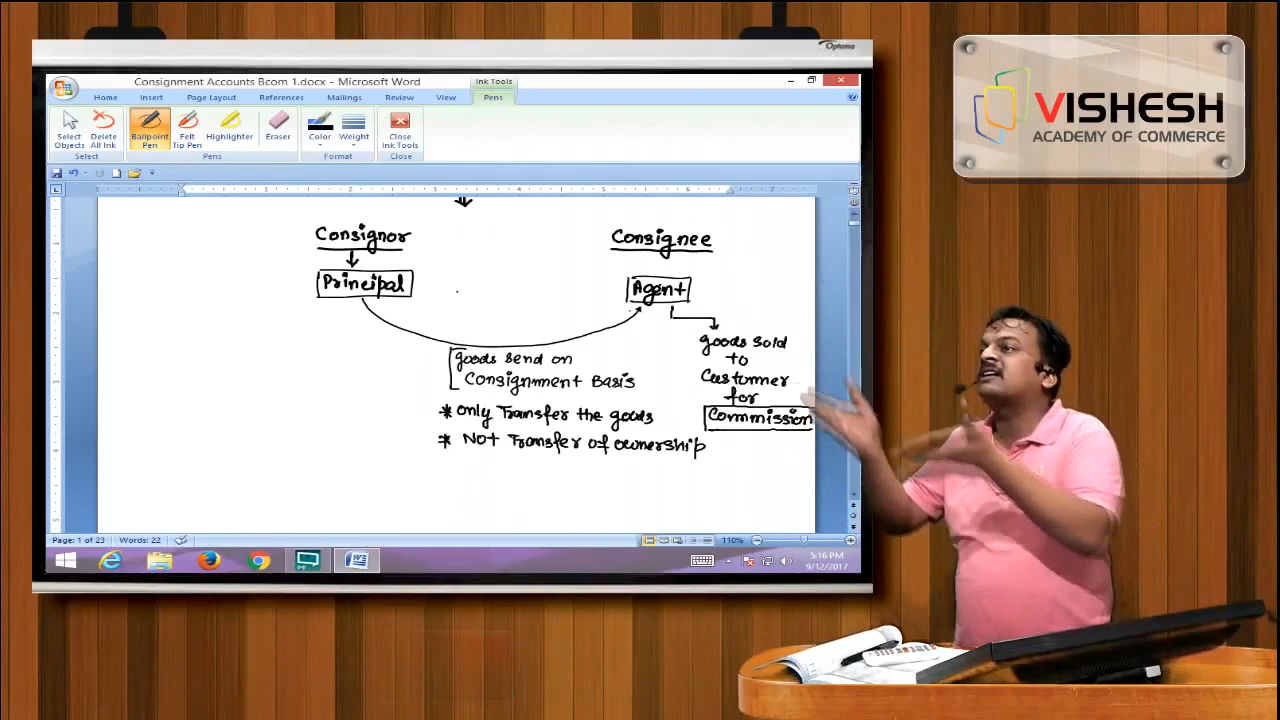 Optoma
Consignment Accounts Bcom 1.docx - Microsoft Word
Ink Tools
Home
Insert
Page Layout
References
Mailings
Review
View
Pens
Select Objects
Delete All Ink
Ballpoint Pen
Felt Tip Pen
Highlighter
Eraser
Color
Weight
Close Ink Tools
Select
Pens
Format
Close
Consignor
Consignee
Principal
Agent
Goods send on
Consignment Basis
* Only Transfer the goods
* Not Transfer of ownership
Goods Sold
to
Customer
for
Commission
Page: 1 of 23
Words: 22
110%
5:16 PM
9/12/2017
VISHESH
ACADEMY OF COMMERCE